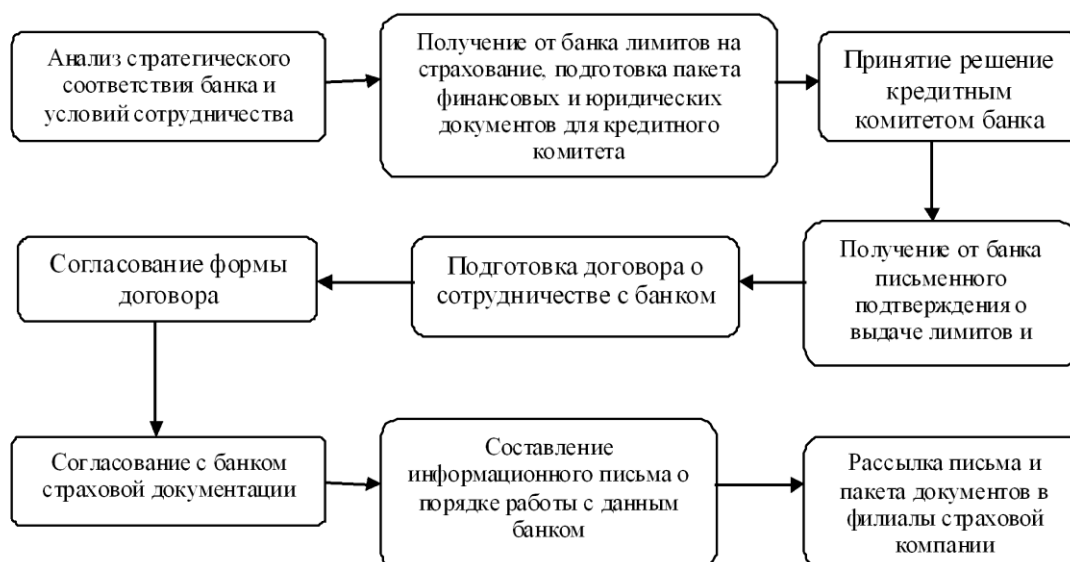 Анализ стратегического
соответствия банка и
условий сотрудничества
Получение от банка лимитов на
страхование, подготовка пакета
финансовых и юридических
документов для кредитного
комитета
Принятие решение
кредитным
комитетом банка
Получение от банка
письменного
подтверждения о
выдаче лимитов и
Подготовка договора о
сотрудничестве с банком
Согласование формы
договора
Согласование с банком
страховой документации
Составление
информационного письма о
порядке работы с данным
банком
Рассылка письма и
пакета документов в
филиалы страховой
компании